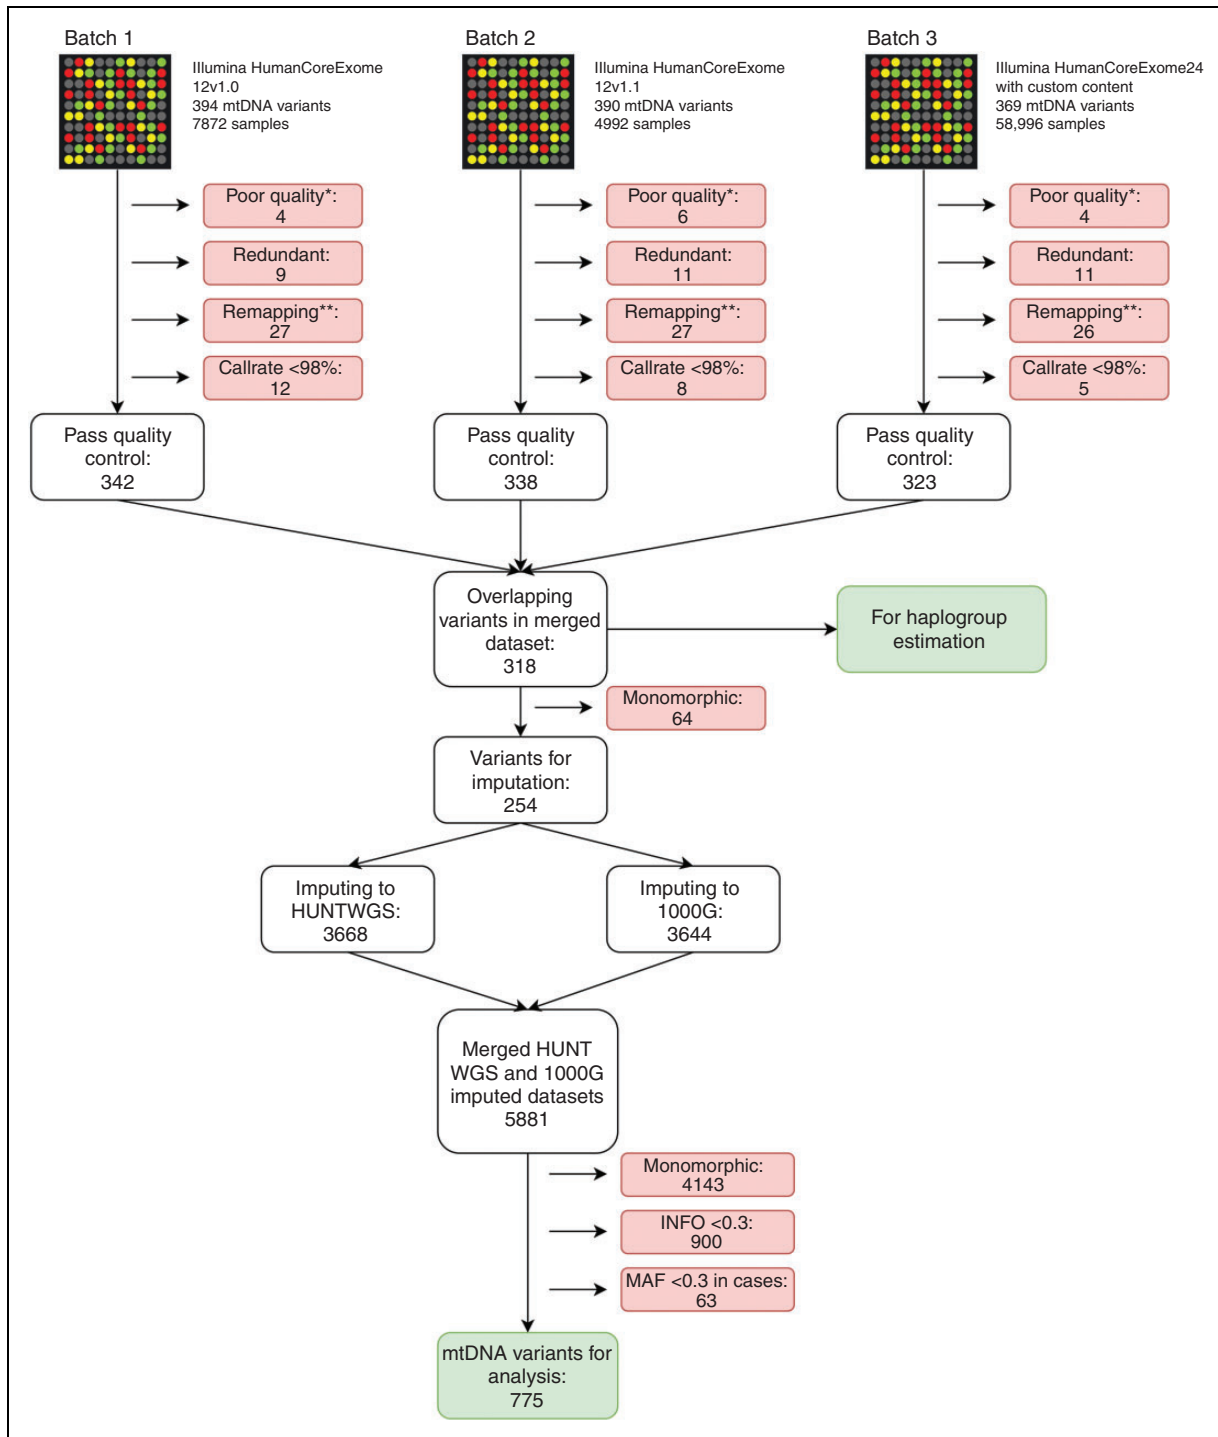 Batch 1
Illumina HumanCoreExome
12v1.0
394 mtDNA variants
7872 samples
Batch 2
Illumina HumanCoreExome
12v1.1
390 mtDNA variants
4992 samples
Batch 3
Illumina HumanCoreExome24
with custom content
369 mtDNA variants
58,996 samples
Poor quality*:
4
Redundant:
9
Remapping**:
27
Callrate <98%:
12
Poor quality*:
6
Redundant:
11
Remapping**:
27
Callrate <98%:
8
Poor quality*:
4
Redundant:
11
Remapping**:
26
Callrate <98%:
5
Pass quality
control:
342
Pass quality
control:
338
Pass quality
control:
323
Overlapping
variants in merged
dataset:
318
For haplogroup
estimation
Monomorphic:
64
Variants for
imputation:
254
Imputing to
HUNTWGS:
3668
Imputing to
1000G:
3644
Merged HUNT
WGS and 1000G
imputed datasets
5881
Monomorphic:
4143
INFO <0.3:
900
MAF <0.3 in cases:
63
mtDNA variants for
analysis:
775